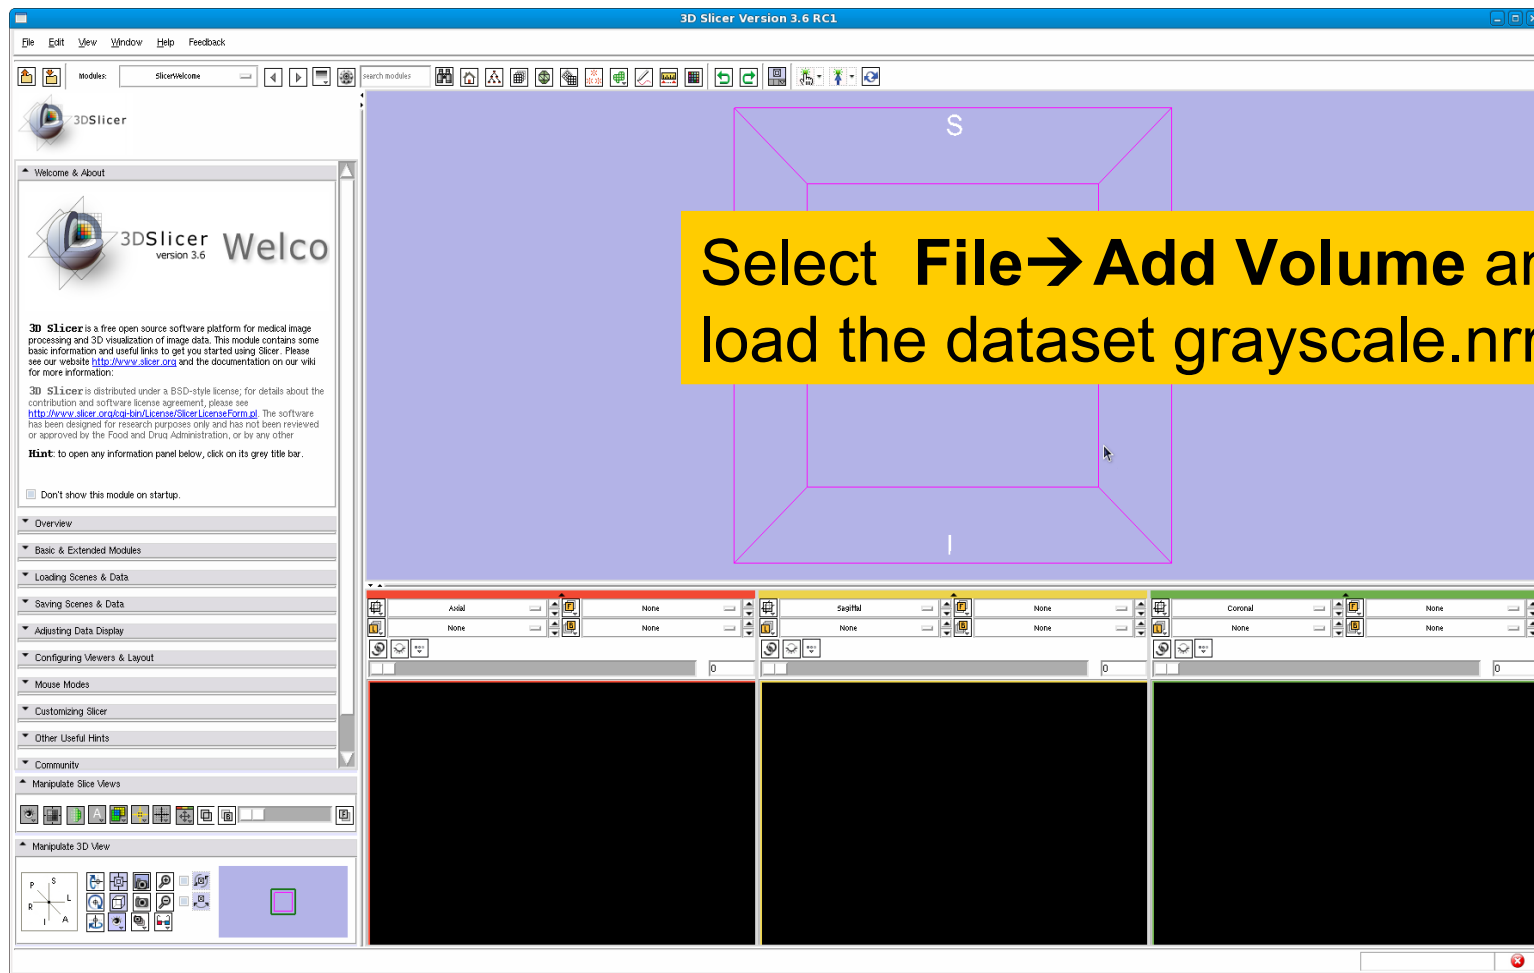 3D Slicer Version 3.6 RC1
File Edit View Window Help Feedback
Modules: SlicerWelcome search modules
3DSlicer
Welcome & About
3DSlicer version 3.6 Welco
3D Slicer is a free open source software platform for medical image
processing and 3D visualization of image data. This module contains some
basic information and useful links to get you started using Slicer. Please
see our website http://www.slicer.org and the documentation on our wiki
for more information:
3D Slicer is distributed under a BSD-style license; for details about the
contribution and software license agreement, please see
http://www.slicer.org/cgi-bin/License/SlicerLicenseForm.pl. The software
has been designed for research purposes only and has not been reviewed
or approved by the Food and Drug Administration, or by any other
Hint: to open any information panel below, click on its grey title bar.
Don't show this module on startup.
Overview
Basic & Extended Modules
Loading Scenes & Data
Saving Scenes & Data
Adjusting Data Display
Configuring Viewers & Layout
Mouse Modes
Customizing Slicer
Other Useful Hints
Community
Manipulate Slice Views
A B F
Manipulate 3D View
P S
R L
I A
S
Select File→Add Volume
load the dataset
I
Axial F None
L None B None
0
Sagittal F None
L None B None
0
Coronal F None
L None B None
0